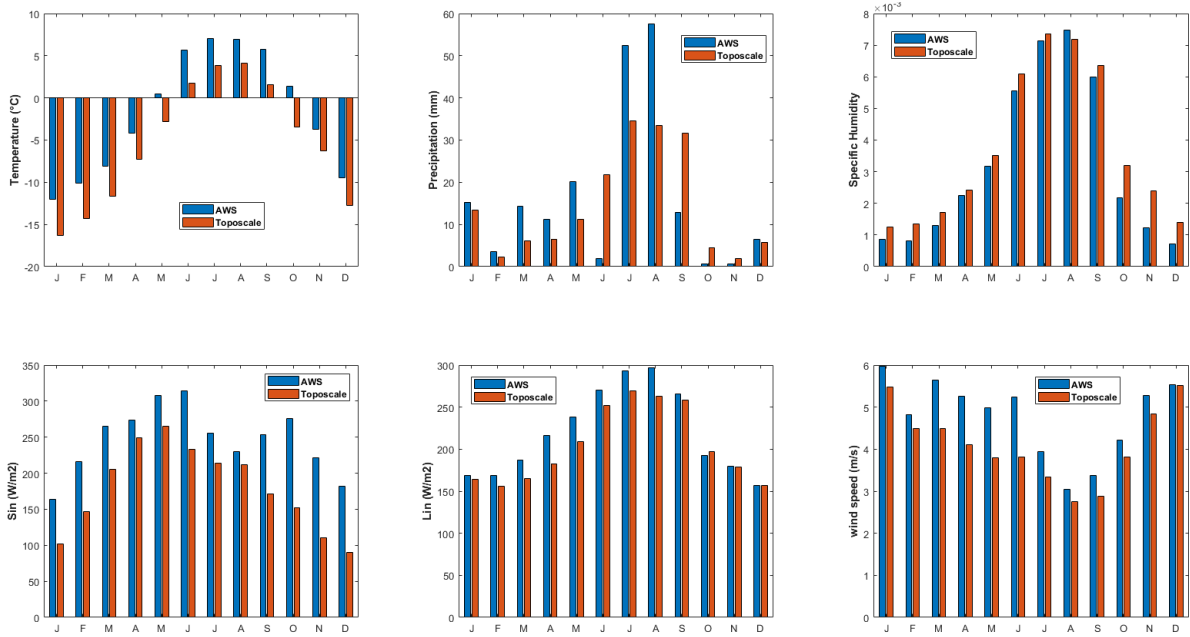 10
5
0
-5
-10
-15
-20
Temperature (°C)
AWS
Toposcale
J F M A M J J A S O N D
60
50
40
30
20
10
0
Precipitation (mm)
AWS
Toposcale
J F M A M J J A S O N D
×10⁻³
8
7
6
5
4
3
2
1
0
Specific Humidity
AWS
Toposcale
J F M A M J J A S O N D
350
300
250
200
150
100
50
0
Sin (W/m2)
AWS
Toposcale
J F M A M J J A S O N D
300
250
200
150
100
50
0
Lin (W/m2)
AWS
Toposcale
J F M A M J J A S O N D
6
5
4
3
2
1
0
wind speed (m/s)
AWS
Toposcale
J F M A M J J A S O N D